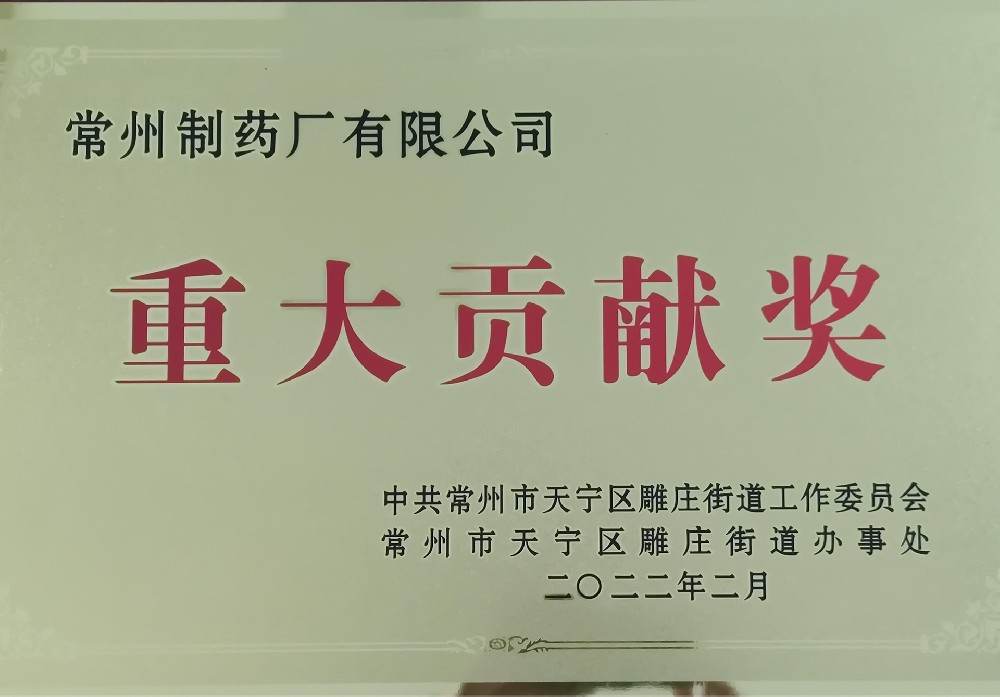 常州制药厂有限公司
重大贡献奖
中共常州市天宁区雕庄街道工作委员会
常州市天宁区雕庄街道办事处
二〇二二年二月